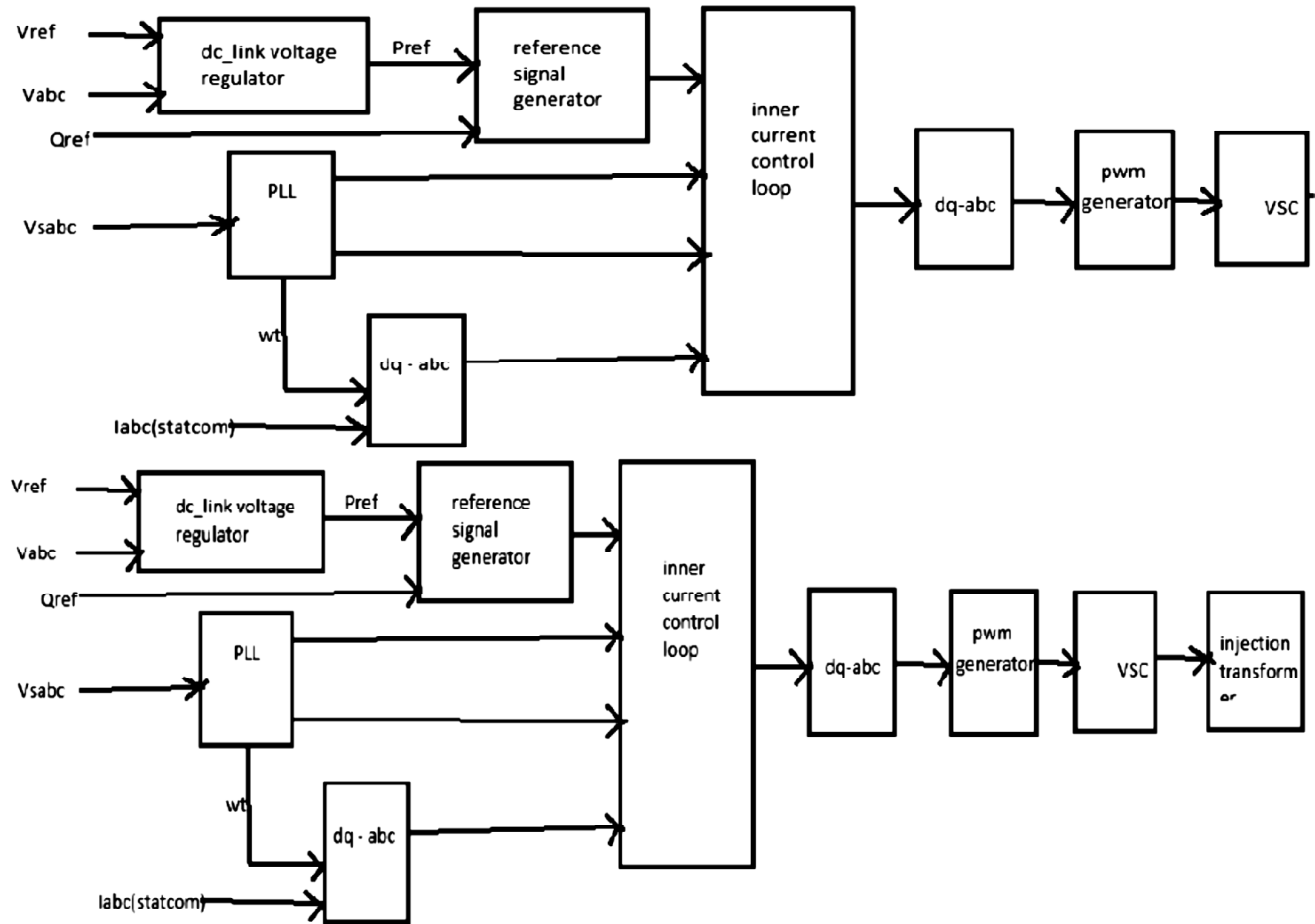 Vref
dc_link voltage
regulator
Pref
reference
signal
generator
Vabc
Qref
inner
current
control
loop
PLL
Vsabc
dq-abc
pwm
generator
VSC
wt
dq - abc
Iabc(statcom)
Vref
dc_link voltage
regulator
Pref
reference
signal
generator
Vabc
Qref
inner
current
control
loop
PLL
Vsabc
dq-abc
pwm
generator
VSC
injection
transform
er
wt
dq - abc
Iabc(statcom)